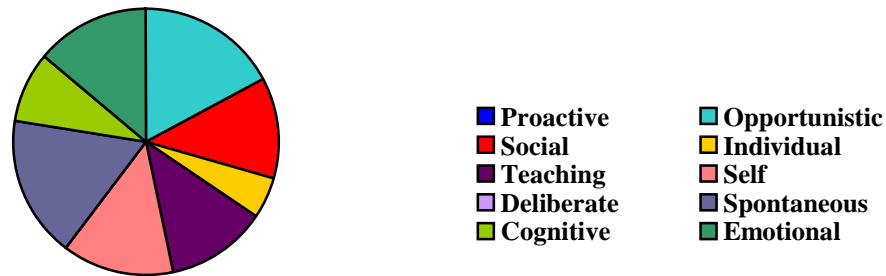 Proactive Opportunistic
Social Individual
Teaching Self
Deliberate Spontaneous
Cognitive Emotional